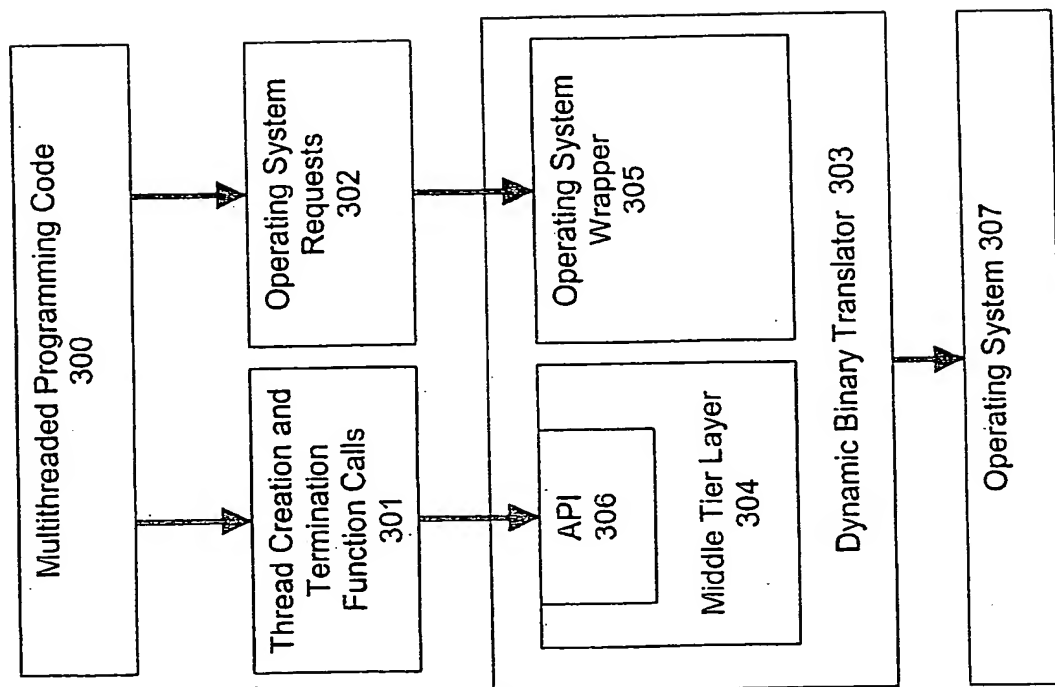 Multithreaded Programming Code
300
Thread Creation and
Termination
Function Calls
301
Operating System
Requests
302
API
306
Middle Tier Layer
304
Operating System
Wrapper
305
Dynamic Binary Translator 303
Operating System 307